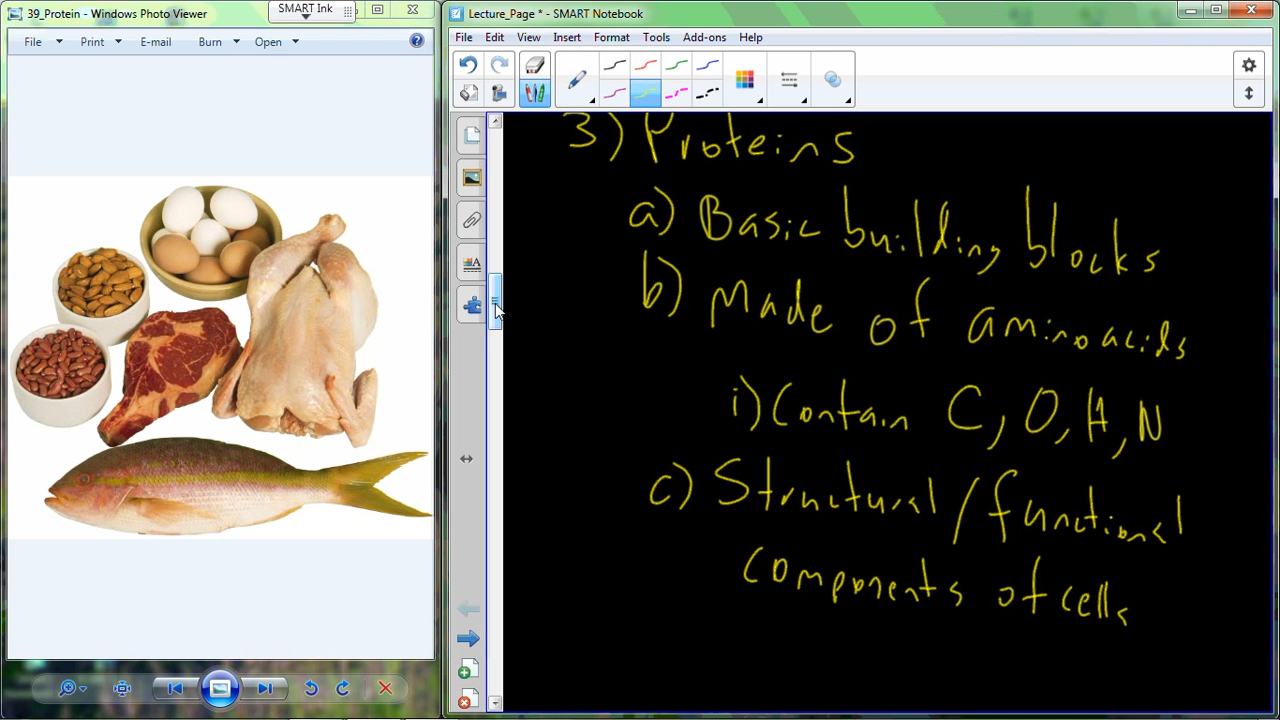 39_Protein - Windows Photo Viewer
SMART Ink
File Print E-mail Burn Open
Lecture_Page * - SMART Notebook
File Edit View Insert Format Tools Add-ons Help
3) Proteins
a) Basic building blocks
b) Made of amino acids
i) Contain C, O, H, N
c) Structural/functional
components of cells